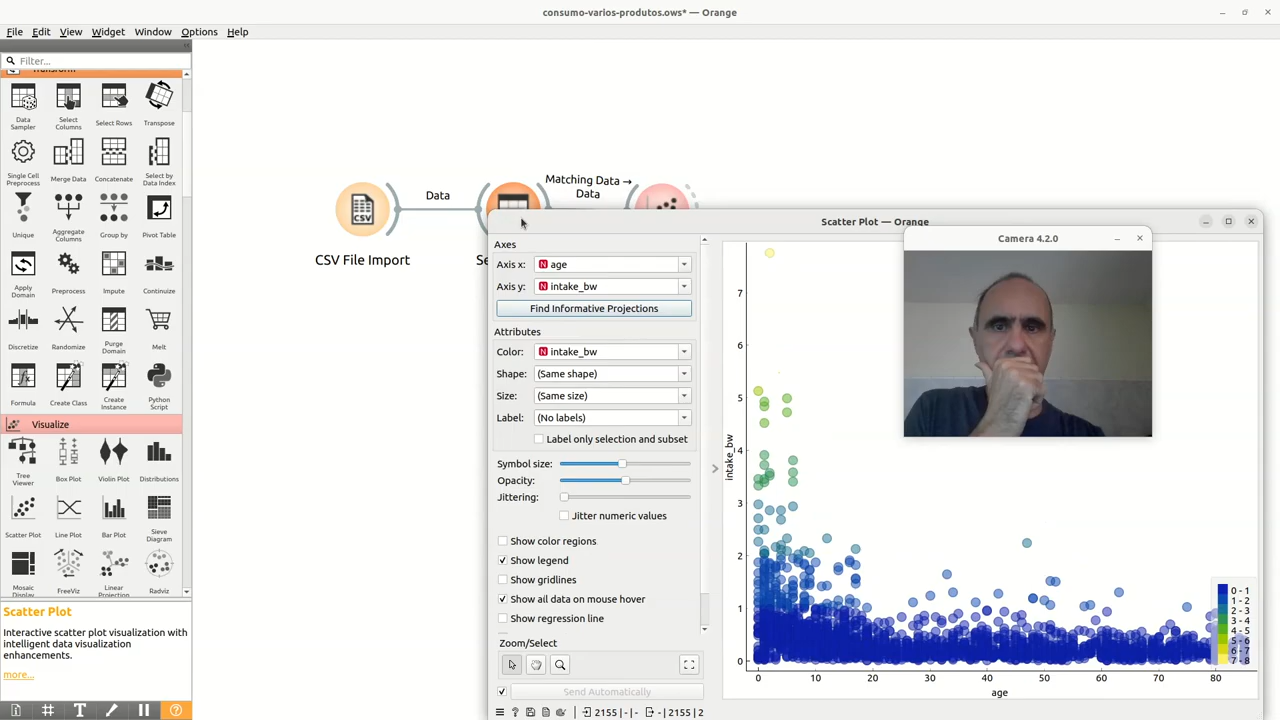 consumo-varios-produtos.ows* — Orange
File Edit View Widget Window Options Help
Filter...
Transform
Data Sampler
Select Columns
Select Rows
Transpose
Single Cell Preprocess
Merge Data
Concatenate
Select by Data Index
Unique
Aggregate Columns
Group by
Pivot Table
Apply Domain
Preprocess
Impute
Continuize
Discretize
Randomize
Purge Domain
Melt
Formula
Create Class
Create Instance
Python Script
Visualize
Tree Viewer
Box Plot
Violin Plot
Distributions
Scatter Plot
Line Plot
Bar Plot
Sieve Diagram
Mosaic Display
FreeViz
Linear Projection
Radviz
Scatter Plot
Interactive scatter plot visualization with
intelligent data visualization
enhancements.
more...
CSV
CSV File Import
Data
Se
Matching Data →
Data
Scatter Plot — Orange
Axes
Axis x: N age
Axis y: N intake_bw
Find Informative Projections
Attributes
Color: N intake_bw
Shape: (Same shape)
Size: (Same size)
Label: (No labels)
Label only selection and subset
Symbol size:
Opacity:
Jittering:
Jitter numeric values
Show color regions
Show legend
Show gridlines
Show all data on mouse hover
Show regression line
Zoom/Select
Send Automatically
2155 | - | - 2155 | 2
Camera 4.2.0
intake_bw
7
6
5
4
3
2
1
0
0 10 20 30 40 50 60 70 80
age
0 - 1
1 - 2
2 - 3
3 - 4
4 - 5
5 - 6
6 - 7
7 - 8